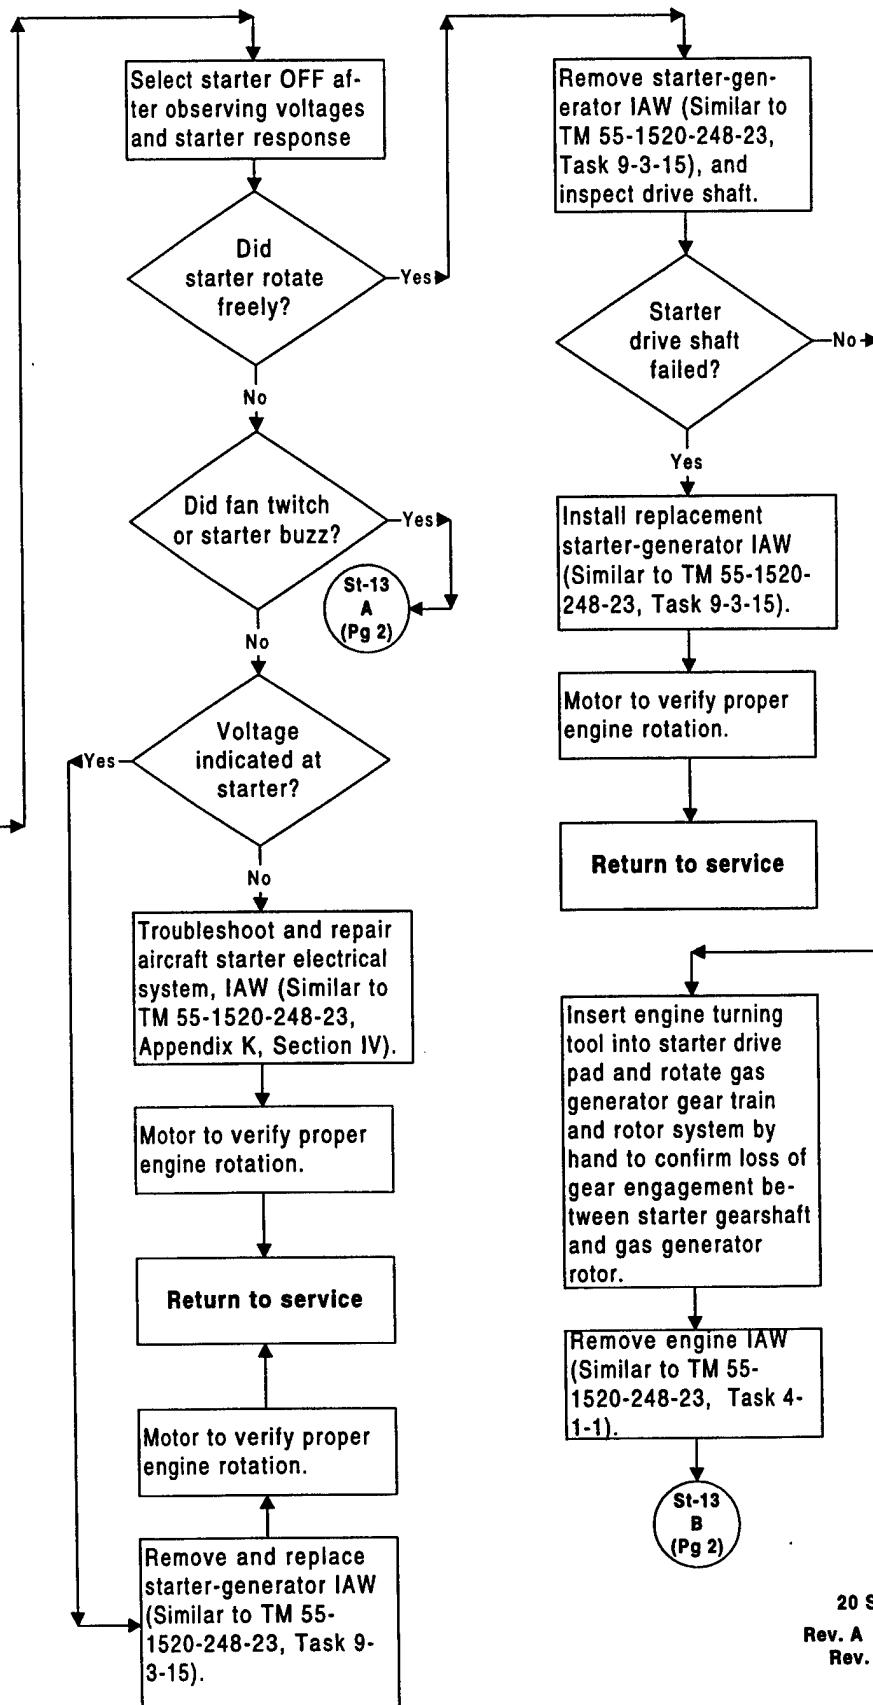 Select starter OFF af-
ter observing voltages
and starter response
Did
starter rotate
freely?
Yes
No
Did fan twitch
or starter buzz?
Yes
St-13
A
(Pg 2)
No
Voltage
indicated at
starter?
Yes
No
Troubleshoot and repair
aircraft starter electrical
system, IAW (Similar to
TM 55-1520-248-23,
Appendix K, Section IV).
Motor to verify proper
engine rotation.
Return to service
Motor to verify proper
engine rotation.
Remove and replace
starter-generator IAW
(Similar to TM 55-
1520-248-23, Task 9-
3-15).
Remove starter-gen-
erator IAW (Similar to
TM 55-1520-248-23,
Task 9-3-15), and
inspect drive shaft.
Starter
drive shaft
failed?
No
Yes
Install replacement
starter-generator IAW
(Similar to TM 55-1520-
248-23, Task 9-3-15).
Motor to verify proper
engine rotation.
Return to service
Insert engine turning
tool into starter drive
pad and rotate gas
generator gear train
and rotor system by
hand to confirm loss of
gear engagement be-
tween starter gearshaft
and gas generator
rotor.
Remove engine IAW
(Similar to TM 55-
1520-248-23, Task 4-
1-1).
St-13
B
(Pg 2)
20 S
Rev. A
Rev.